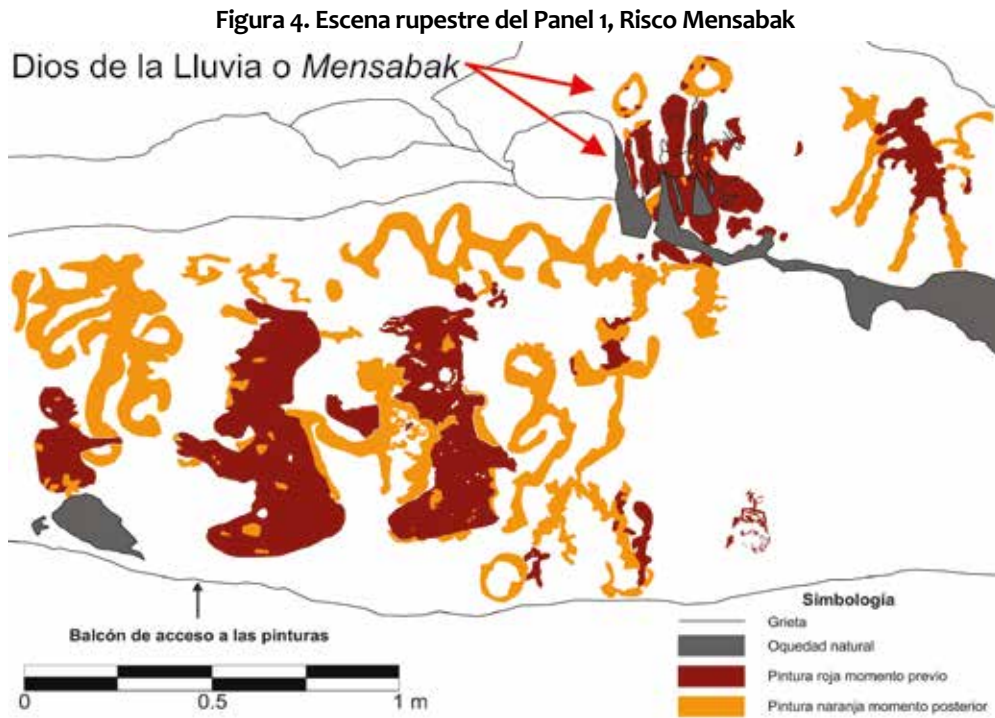 Figura 4. Escena rupestre del Panel 1, Risco Mensabak
Dios de la Lluvia o Mensabak
Balcón de acceso a las pinturas
0 0.5 1 m
Simbología
Grieta
Oquedad natural
Pintura roja momento previo
Pintura naranja momento posterior